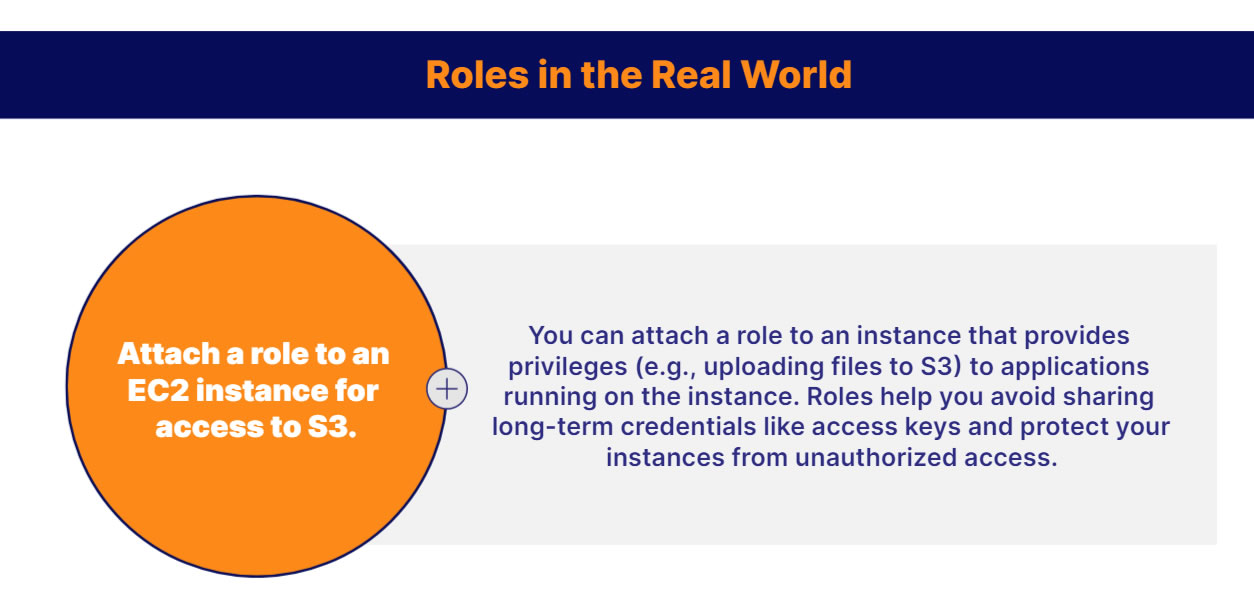 Roles in the Real World
Attach a role to an
EC2 instance for
access to S3.
You can attach a role to an instance that provides
privileges (e.g., uploading files to S3) to applications
running on the instance. Roles help you avoid sharing
long-term credentials like access keys and protect your
instances from unauthorized access.